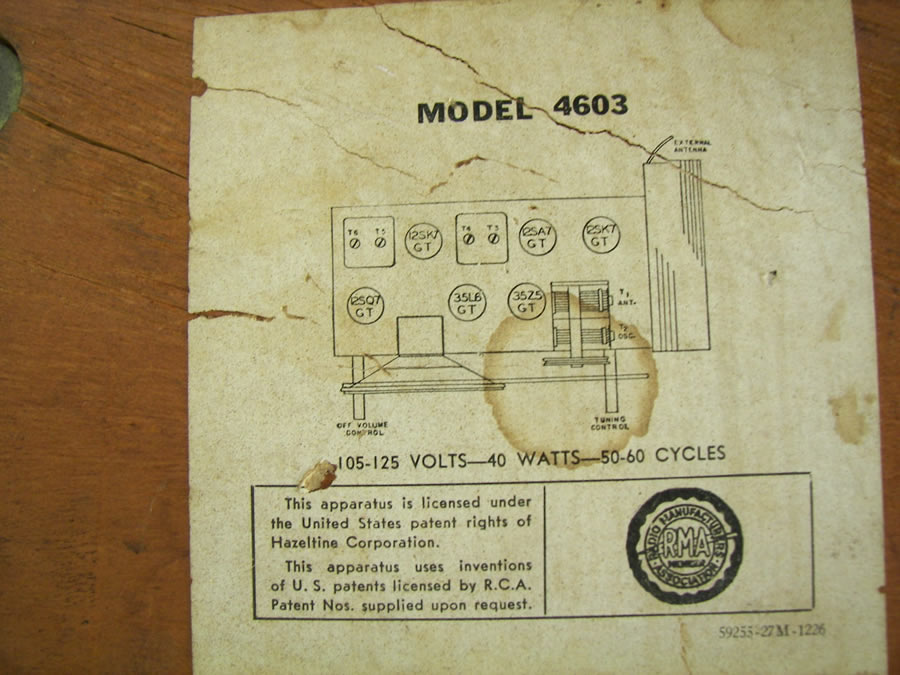 MODEL 4603
EXTERNAL
ANTENNA
T6 T5
12SK7
GT
T4 T3
12SA7
GT
12SK7
GT
12SQ7
GT
35L6
GT
35Z5
GT
T1
ANT.
T2
OSC.
OFF VOLUME
CONTROL
TUNING
CONTROL
105-125 VOLTS—40 WATTS—50-60 CYCLES
This apparatus is licensed under
the United States patent rights of
Hazeltine Corporation.
This apparatus uses inventions
of U. S. patents licensed by R.C.A.
Patent Nos. supplied upon request.
RADIO MANUFACTURERS
RMA
MEMBER
ASSOCIATION
59255-27M-1226